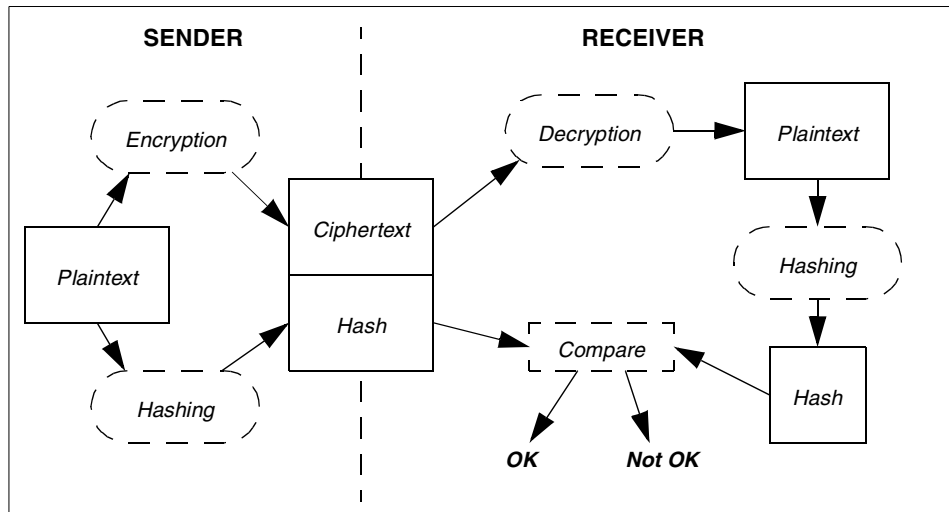 SENDER
RECEIVER
Encryption
Decryption
Plaintext
Ciphertext
Plaintext
Hashing
Hash
Compare
Hashing
Hash
OK
Not OK